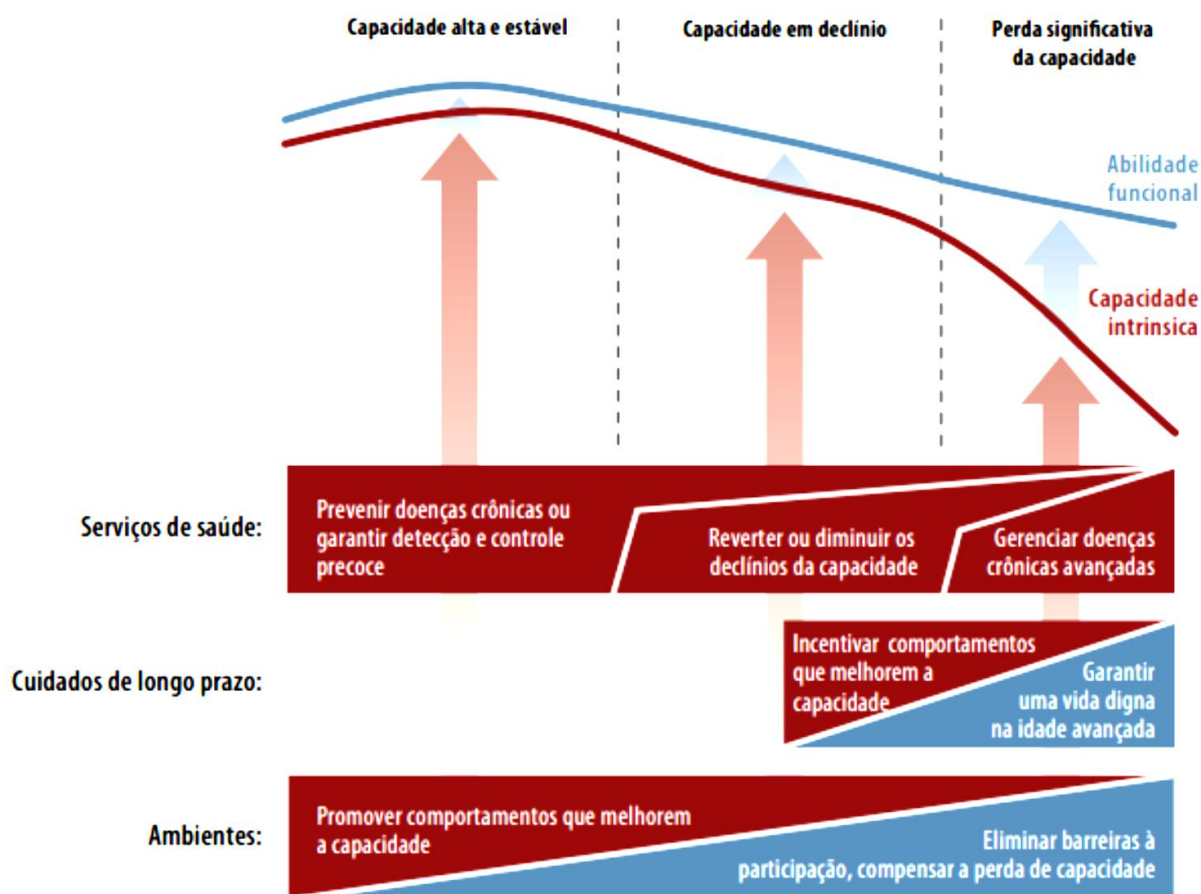 Capacidade alta e estável
Capacidade em declínio
Perda significativa
da capacidade
Abilidade
funcional
Capacidade
intrinsica
Serviços de saúde:
Prevenir doenças crônicas ou
garantir detecção e controle
precoce
Reverter ou diminuir os
declínios da capacidade
Gerenciar doenças
crônicas avançadas
Cuidados de longo prazo:
Incentivar comportamentos
que melhorem a
capacidade
Garantir
uma vida digna
na idade avançada
Ambientes:
Promover comportamentos que melhorem
a capacidade
Eliminar barreiras à
participação, compensar a perda de capacidade